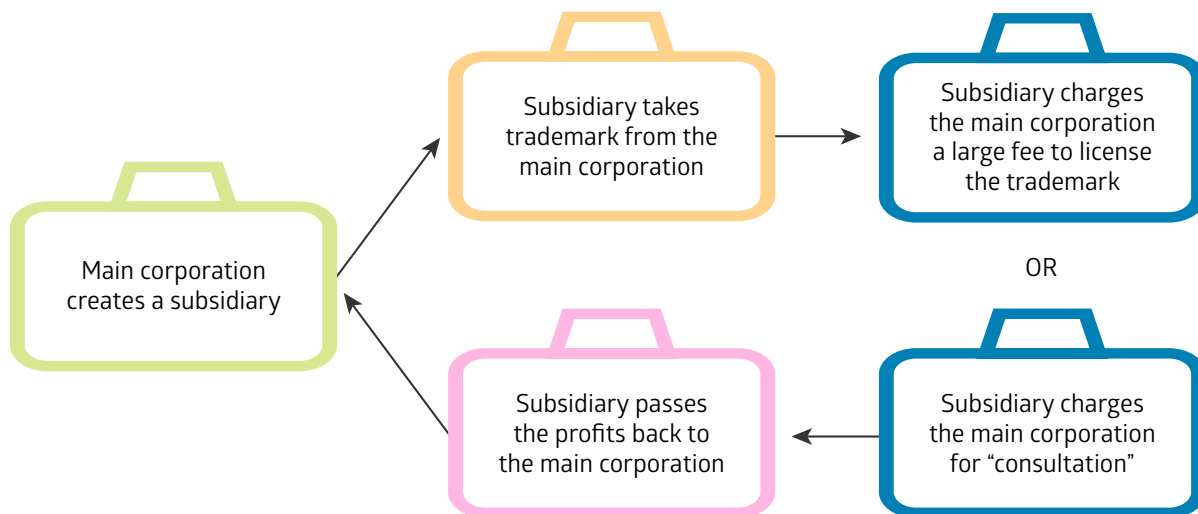 Main corporation
creates a subsidiary
Subsidiary takes
trademark from the
main corporation
Subsidiary charges
the main corporation
a large fee to license
the trademark
OR
Subsidiary charges
the main corporation
for “consultation”
Subsidiary passes
the profits back to
the main corporation